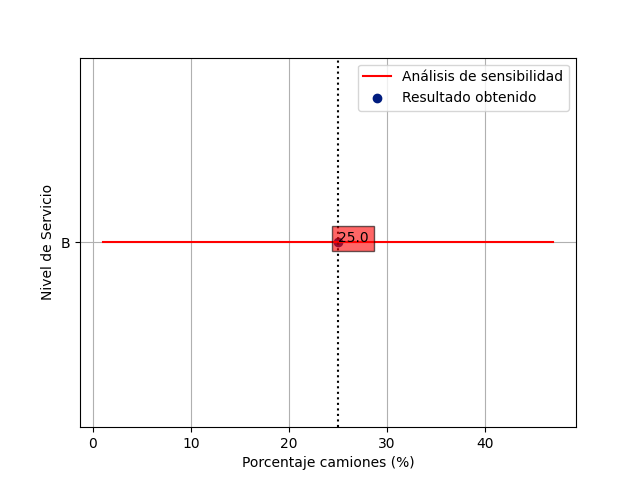 Análisis de sensibilidad
Resultado obtenido
25.0
B
Nivel de Servicio
0 10 20 30 40
Porcentaje camiones (%)